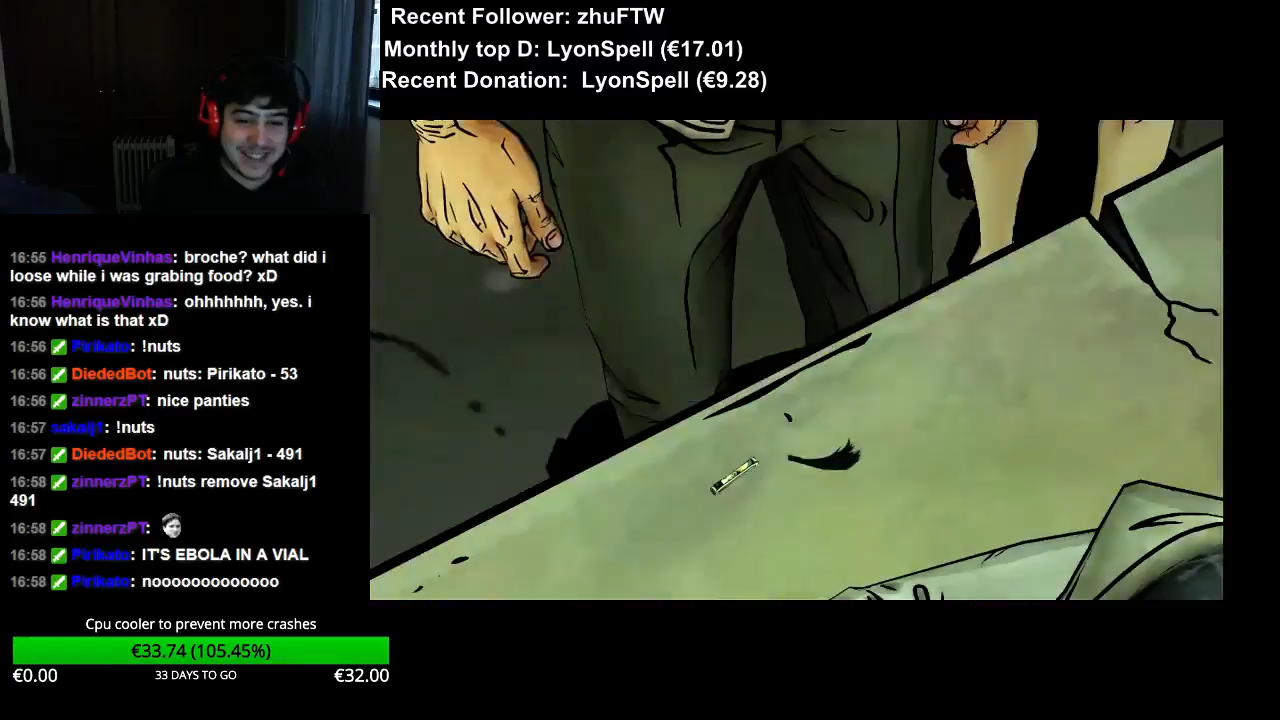 Recent Follower: zhuFTW
Monthly top D: LyonSpell (€17.01)
Recent Donation: LyonSpell (€9.28)
16:55 HenriqueVinhas: broche? what did i
loose while i was grabing food? xD
16:56 HenriqueVinhas: ohhhhhhh, yes. i
know what is that xD
16:56 Pirikato: !nuts
16:56 DiededBot: nuts: Pirikato - 53
16:56 zinnerzPT: nice panties
16:57 sakalj1: !nuts
16:57 DiededBot: nuts: Sakalj1 - 491
16:58 zinnerzPT: !nuts remove Sakalj1
491
16:58 zinnerzPT:
16:58 Pirikato: IT'S EBOLA IN A VIAL
16:58 Pirikato: nooooooooooooo
Cpu cooler to prevent more crashes
€33.74 (105.45%)
€0.00 33 DAYS TO GO €32.00